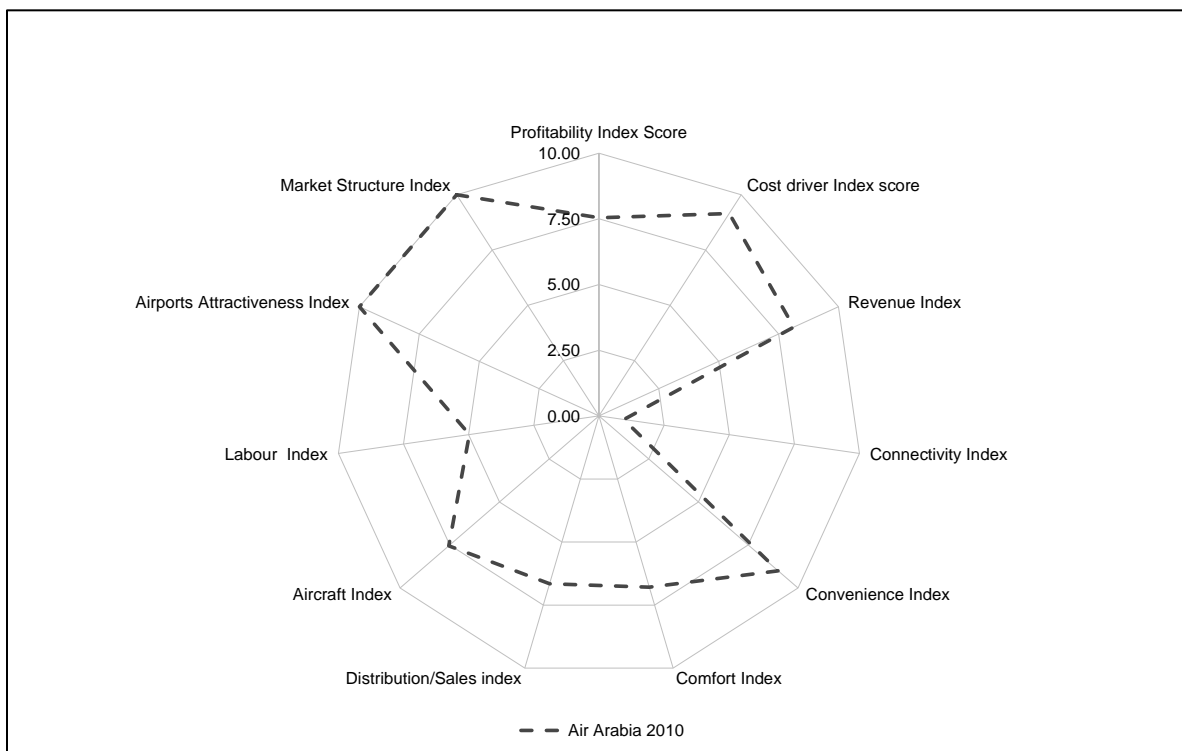 Profitability Index Score
10.00
Market Structure Index
Cost driver Index score
7.50
Airports Attractiveness Index
Revenue Index
5.00
2.50
0.00
Labour  Index
Connectivity Index
Aircraft Index
Convenience Index
Distribution/Sales index
Comfort Index
Air Arabia 2010